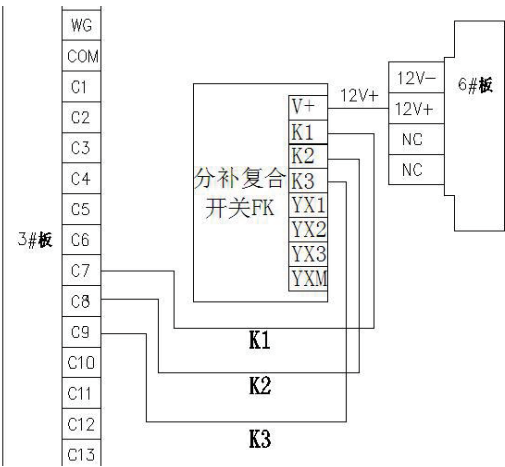 WG
COM
C1
C2
C3
C4
C5
C6
C7
C8
C9
C10
C11
C12
C13
3#板
分补复合
开关FK
V+
K1
K2
K3
YX1
YX2
YX3
YXM
12V+
12V-
12V+
NC
NC
6#板
K1
K2
K3